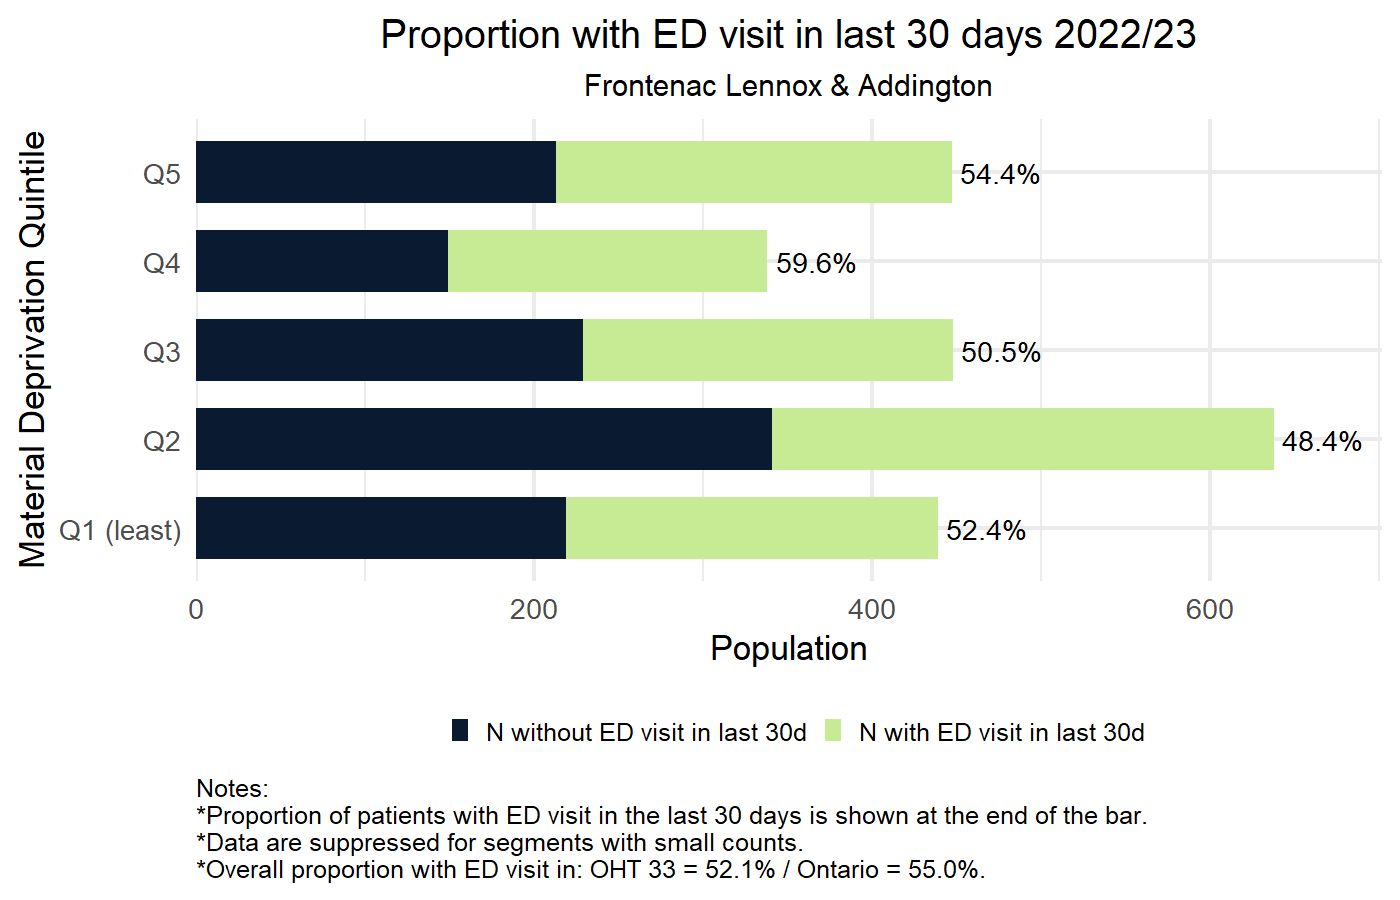 Proportion with ED visit in last 30 days 2022/23
Frontenac Lennox & Addington
Material Deprivation Quintile
Q5
54.4%
Q4
59.6%
Q3
50.5%
Q2
48.4%
Q1 (least)
52.4%
0 200 400 600
Population
N without ED visit in last 30d N with ED visit in last 30d
Notes:
*Proportion of patients with ED visit in the last 30 days is shown at the end of the bar.
*Data are suppressed for segments with small counts.
*Overall proportion with ED visit in: OHT 33 = 52.1% / Ontario = 55.0%.